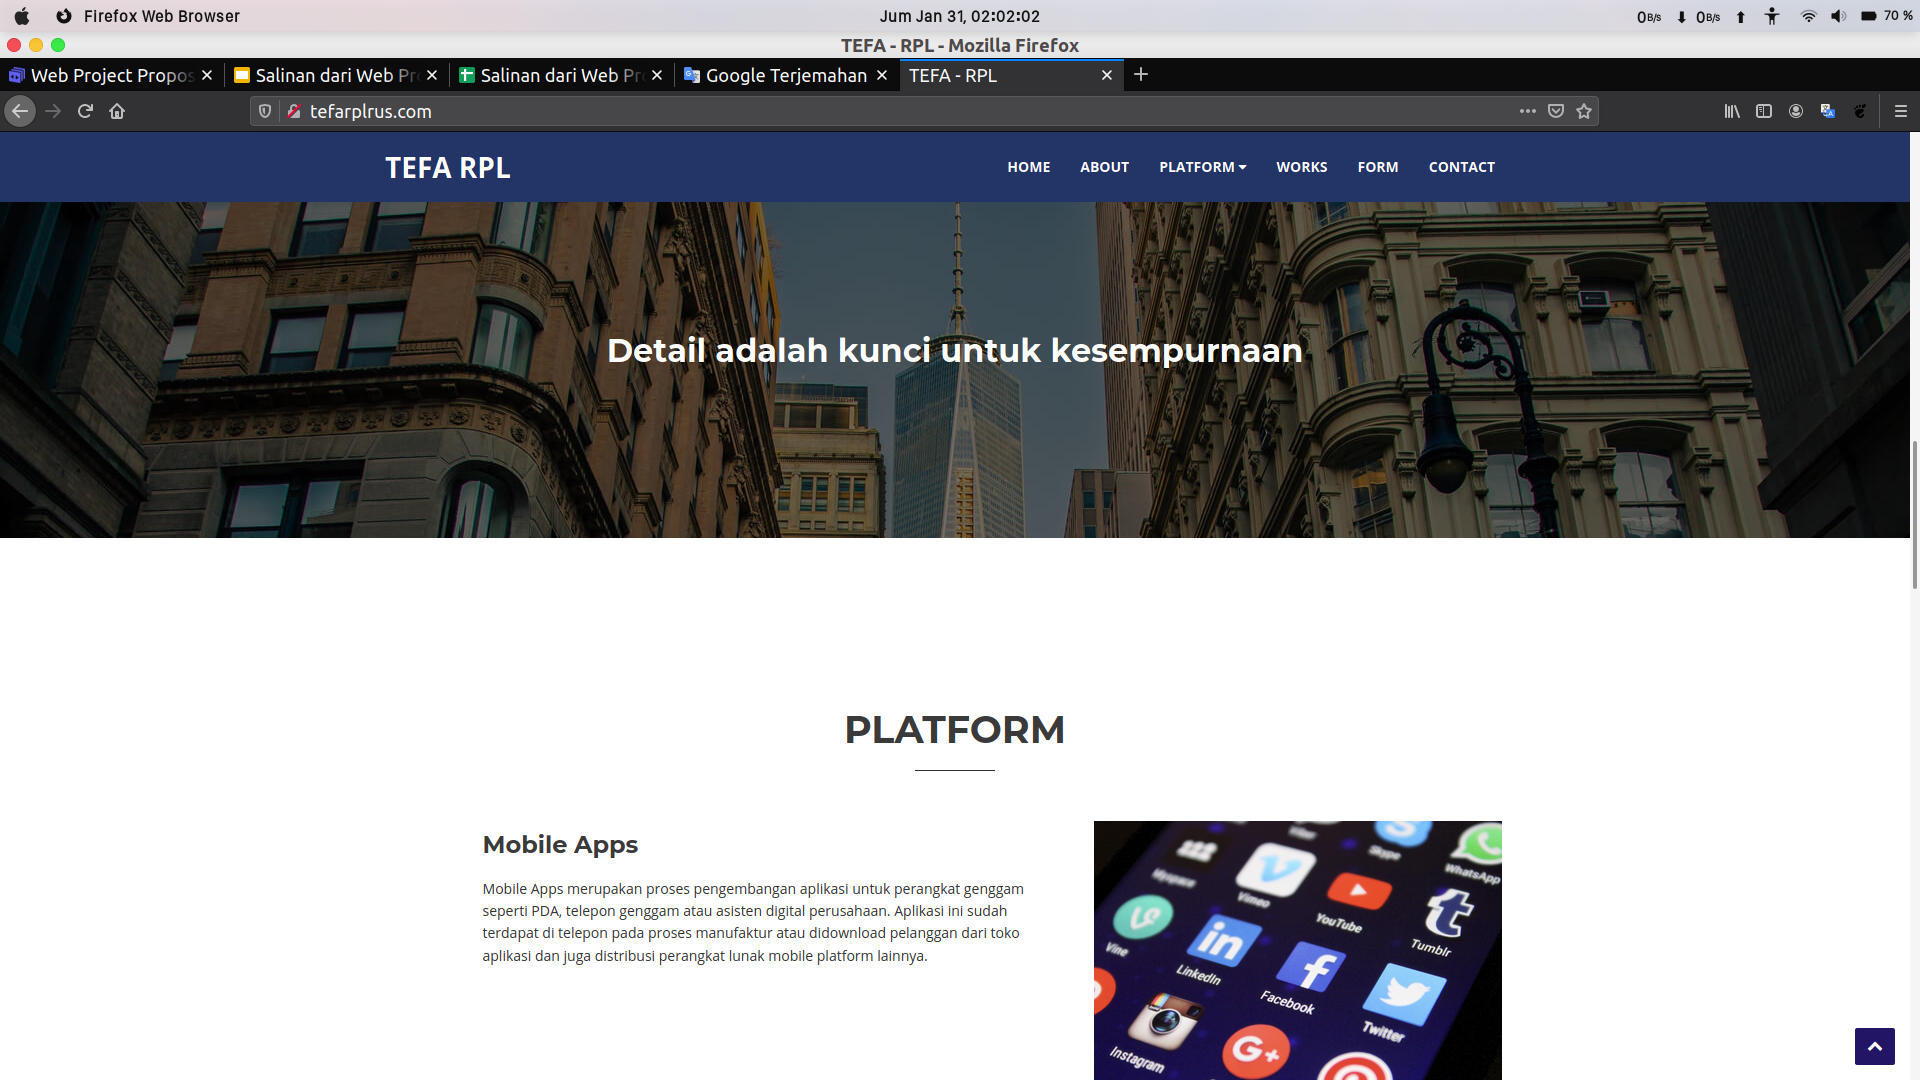 Firefox Web Browser
Jum Jan 31, 02:02:02
0 B/s 0 B/s 70 %
TEFA - RPL - Mozilla Firefox
Web Project Propos
Salinan dari Web Pr
Salinan dari Web Pr
Google Terjemahan
TEFA - RPL
tefarplrus.com
TEFA RPL
HOME ABOUT PLATFORM WORKS FORM CONTACT
Detail adalah kunci untuk kesempurnaan
PLATFORM
Mobile Apps
Mobile Apps merupakan proses pengembangan aplikasi untuk perangkat genggam
seperti PDA, telepon genggam atau asisten digital perusahaan. Aplikasi ini sudah
terdapat di telepon pada proses manufaktur atau didownload pelanggan dari toko
aplikasi dan juga distribusi perangkat lunak mobile platform lainnya.
Viber
Skype
WhatsApp
Myspace
Vimeo
YouTube
Tumblr
Vine
in
LinkedIn
Facebook
Twitter
Instagram
G+